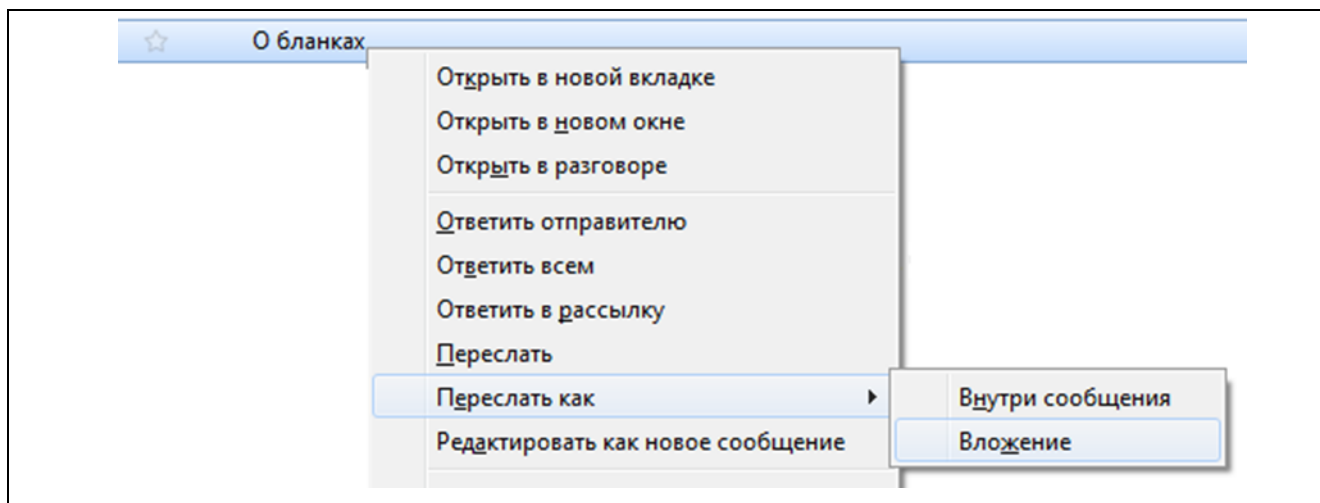 О бланках
Открыть в новой вкладке
Открыть в новом окне
Открыть в разговоре
Ответить отправителю
Ответить всем
Ответить в рассылку
Переслать
Переслать как
Внутри сообщения
Редактировать как новое сообщение
Вложение